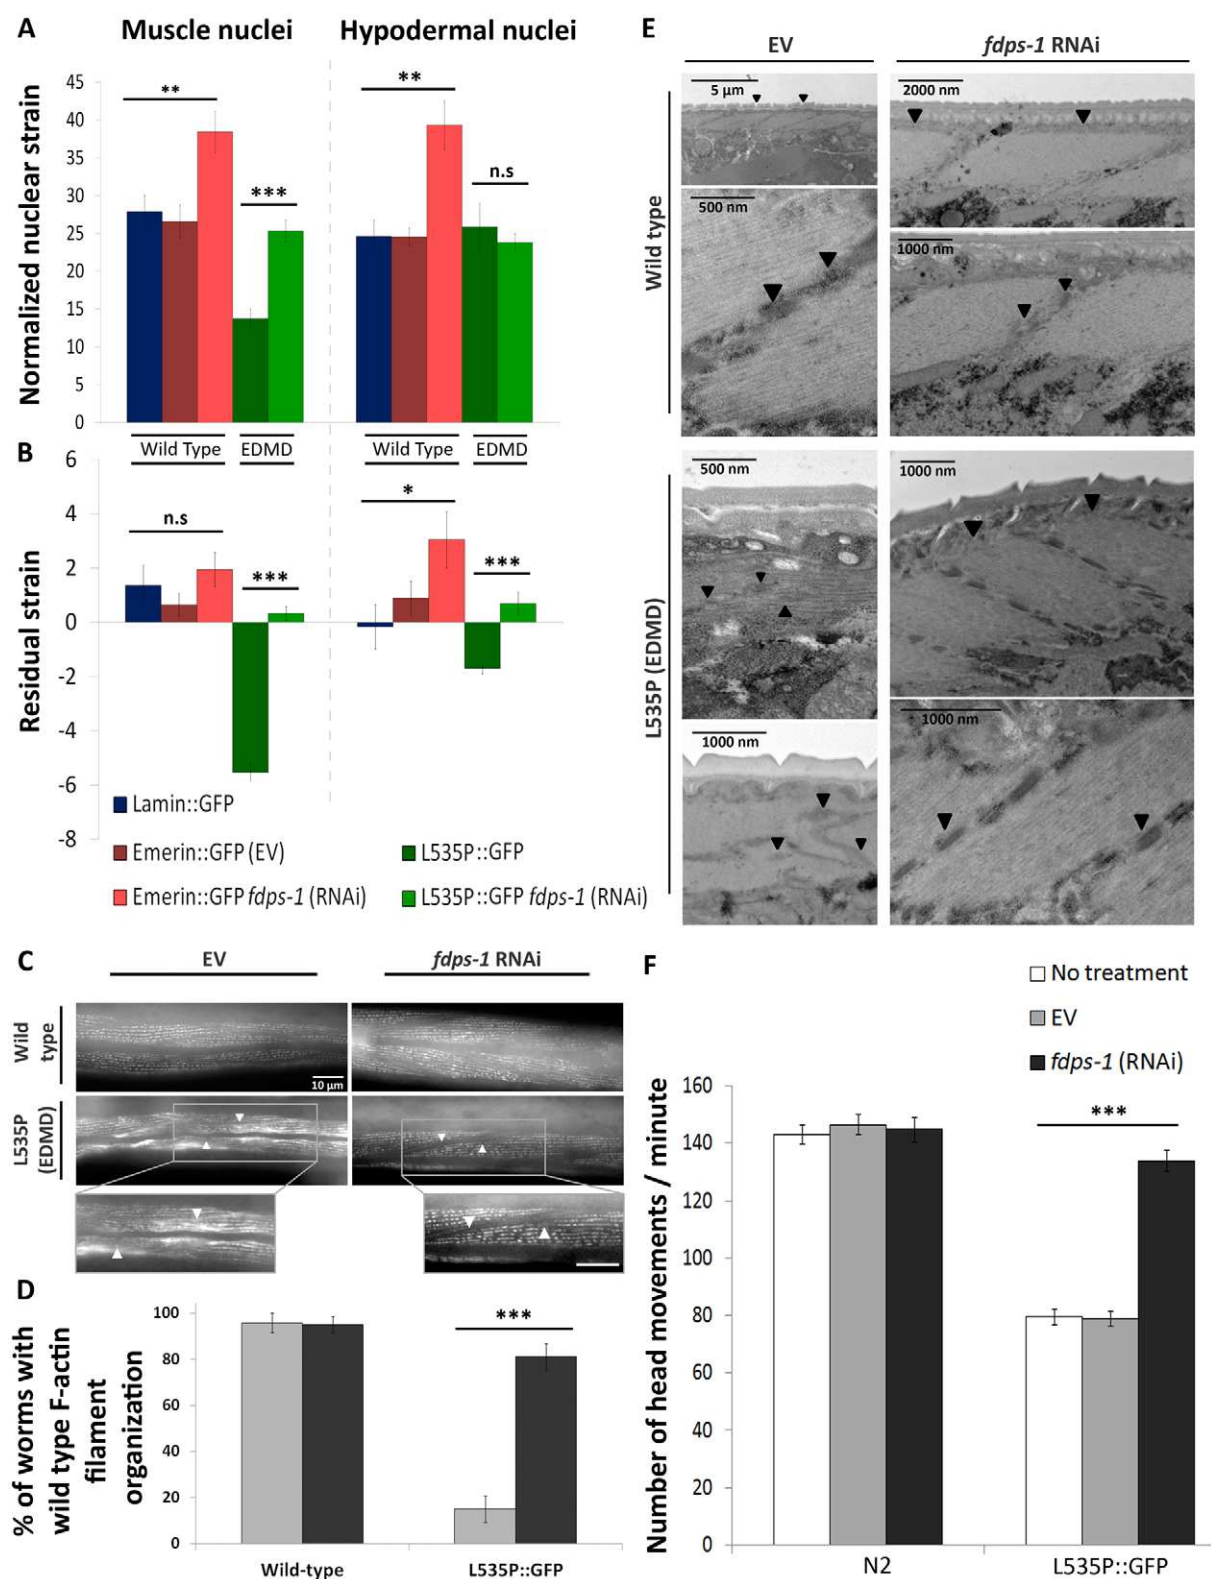 A
Muscle nuclei
Hypodermal nuclei
Normalized nuclear strain
45
40
35
30
25
20
15
10
5
0
**
***
**
n.s
Wild Type
EDMD
Wild Type
EDMD
B
Residual strain
6
4
2
0
-2
-4
-6
-8
n.s
***
*
***
Lamin::GFP
Emerin::GFP (EV)
Emerin::GFP fdps-1 (RNAi)
L535P::GFP
L535P::GFP fdps-1 (RNAi)
C
EV
fdps-1 RNAi
Wild
type
10 µm
L535P
(EDMD)
D
% of worms with
wild type F-actin
filament
organization
100
80
60
40
20
0
***
Wild-type
L535P::GFP
E
EV
fdps-1 RNAi
Wild type
5 µm
2000 nm
500 nm
1000 nm
L535P (EDMD)
500 nm
1000 nm
1000 nm
1000 nm
F
No treatment
EV
fdps-1 (RNAi)
Number of head movements / minute
160
140
120
100
80
60
40
20
0
***
N2
L535P::GFP